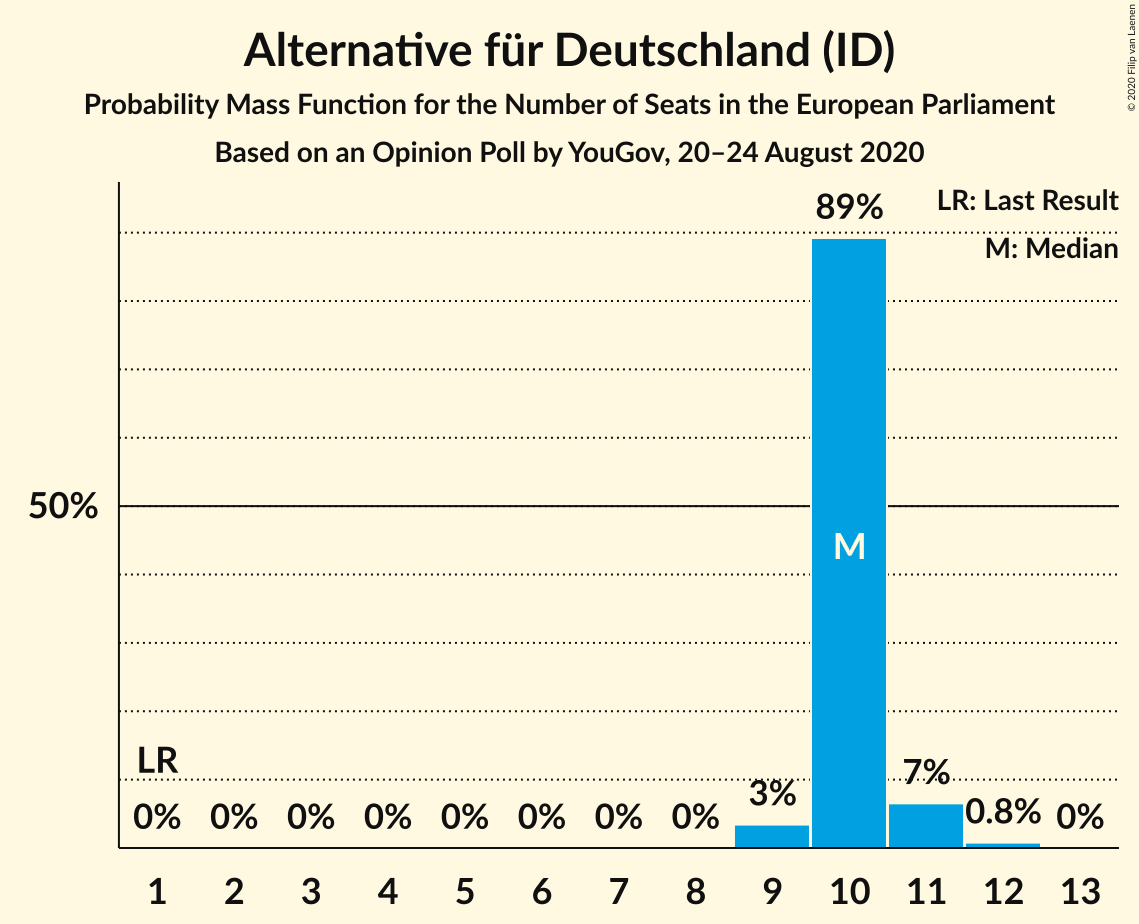 Alternative für Deutschland (ID)
Probability Mass Function for the Number of Seats in the European Parliament
Based on an Opinion Poll by YouGov, 20–24 August 2020
© 2020 Filip van Laenen
LR: Last Result
M: Median
89%
50%
M
LR
0% 0% 0% 0% 0% 0% 0% 0% 3% 7% 0.8% 0%
1 2 3 4 5 6 7 8 9 10 11 12 13